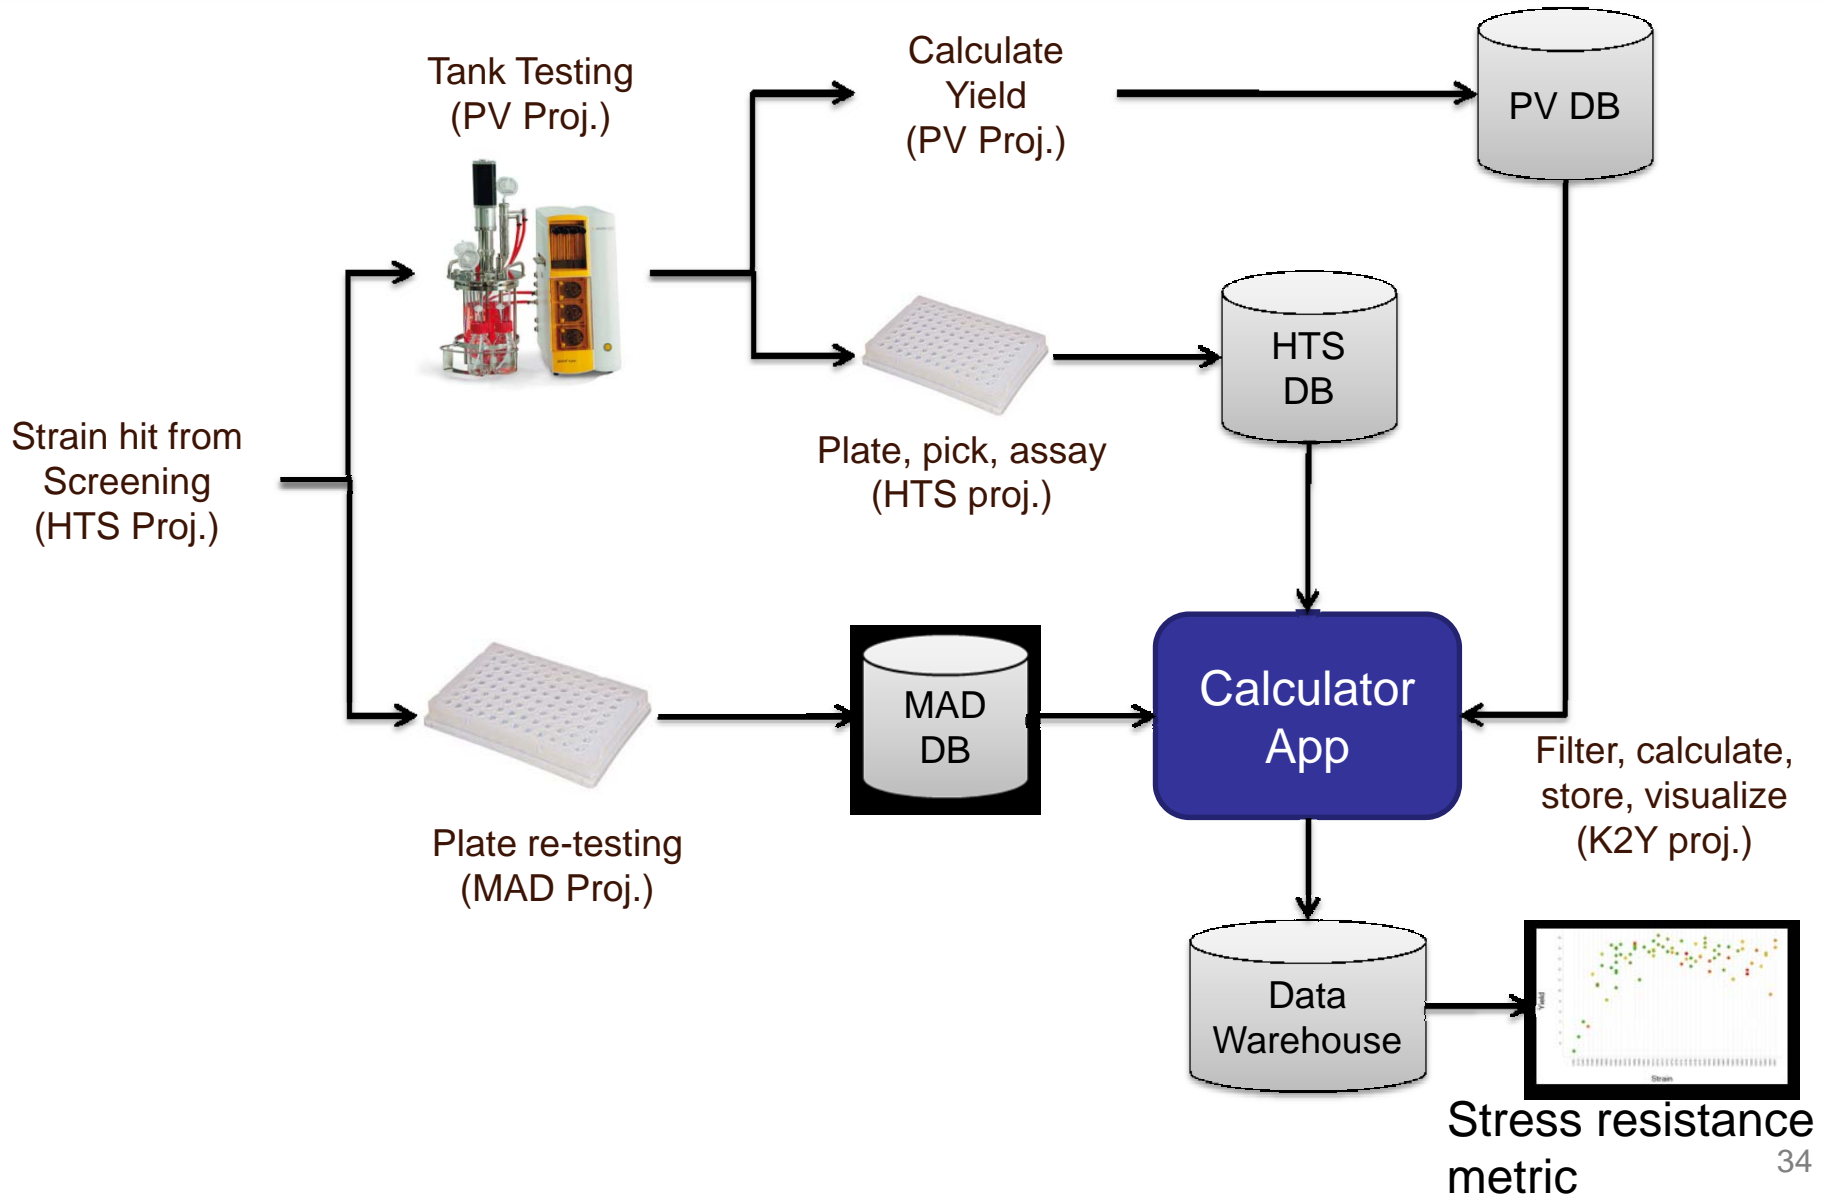 Tank Testing
(PV Proj.)
Calculate
Yield
(PV Proj.)
PV DB
HTS
DB
Plate, pick, assay
(HTS proj.)
Strain hit from
Screening
(HTS Proj.)
MAD
DB
Calculator
App
Filter, calculate,
store, visualize
(K2Y proj.)
Plate re-testing
(MAD Proj.)
Data
Warehouse
Yield
Strain
Stress resistance
metric
34